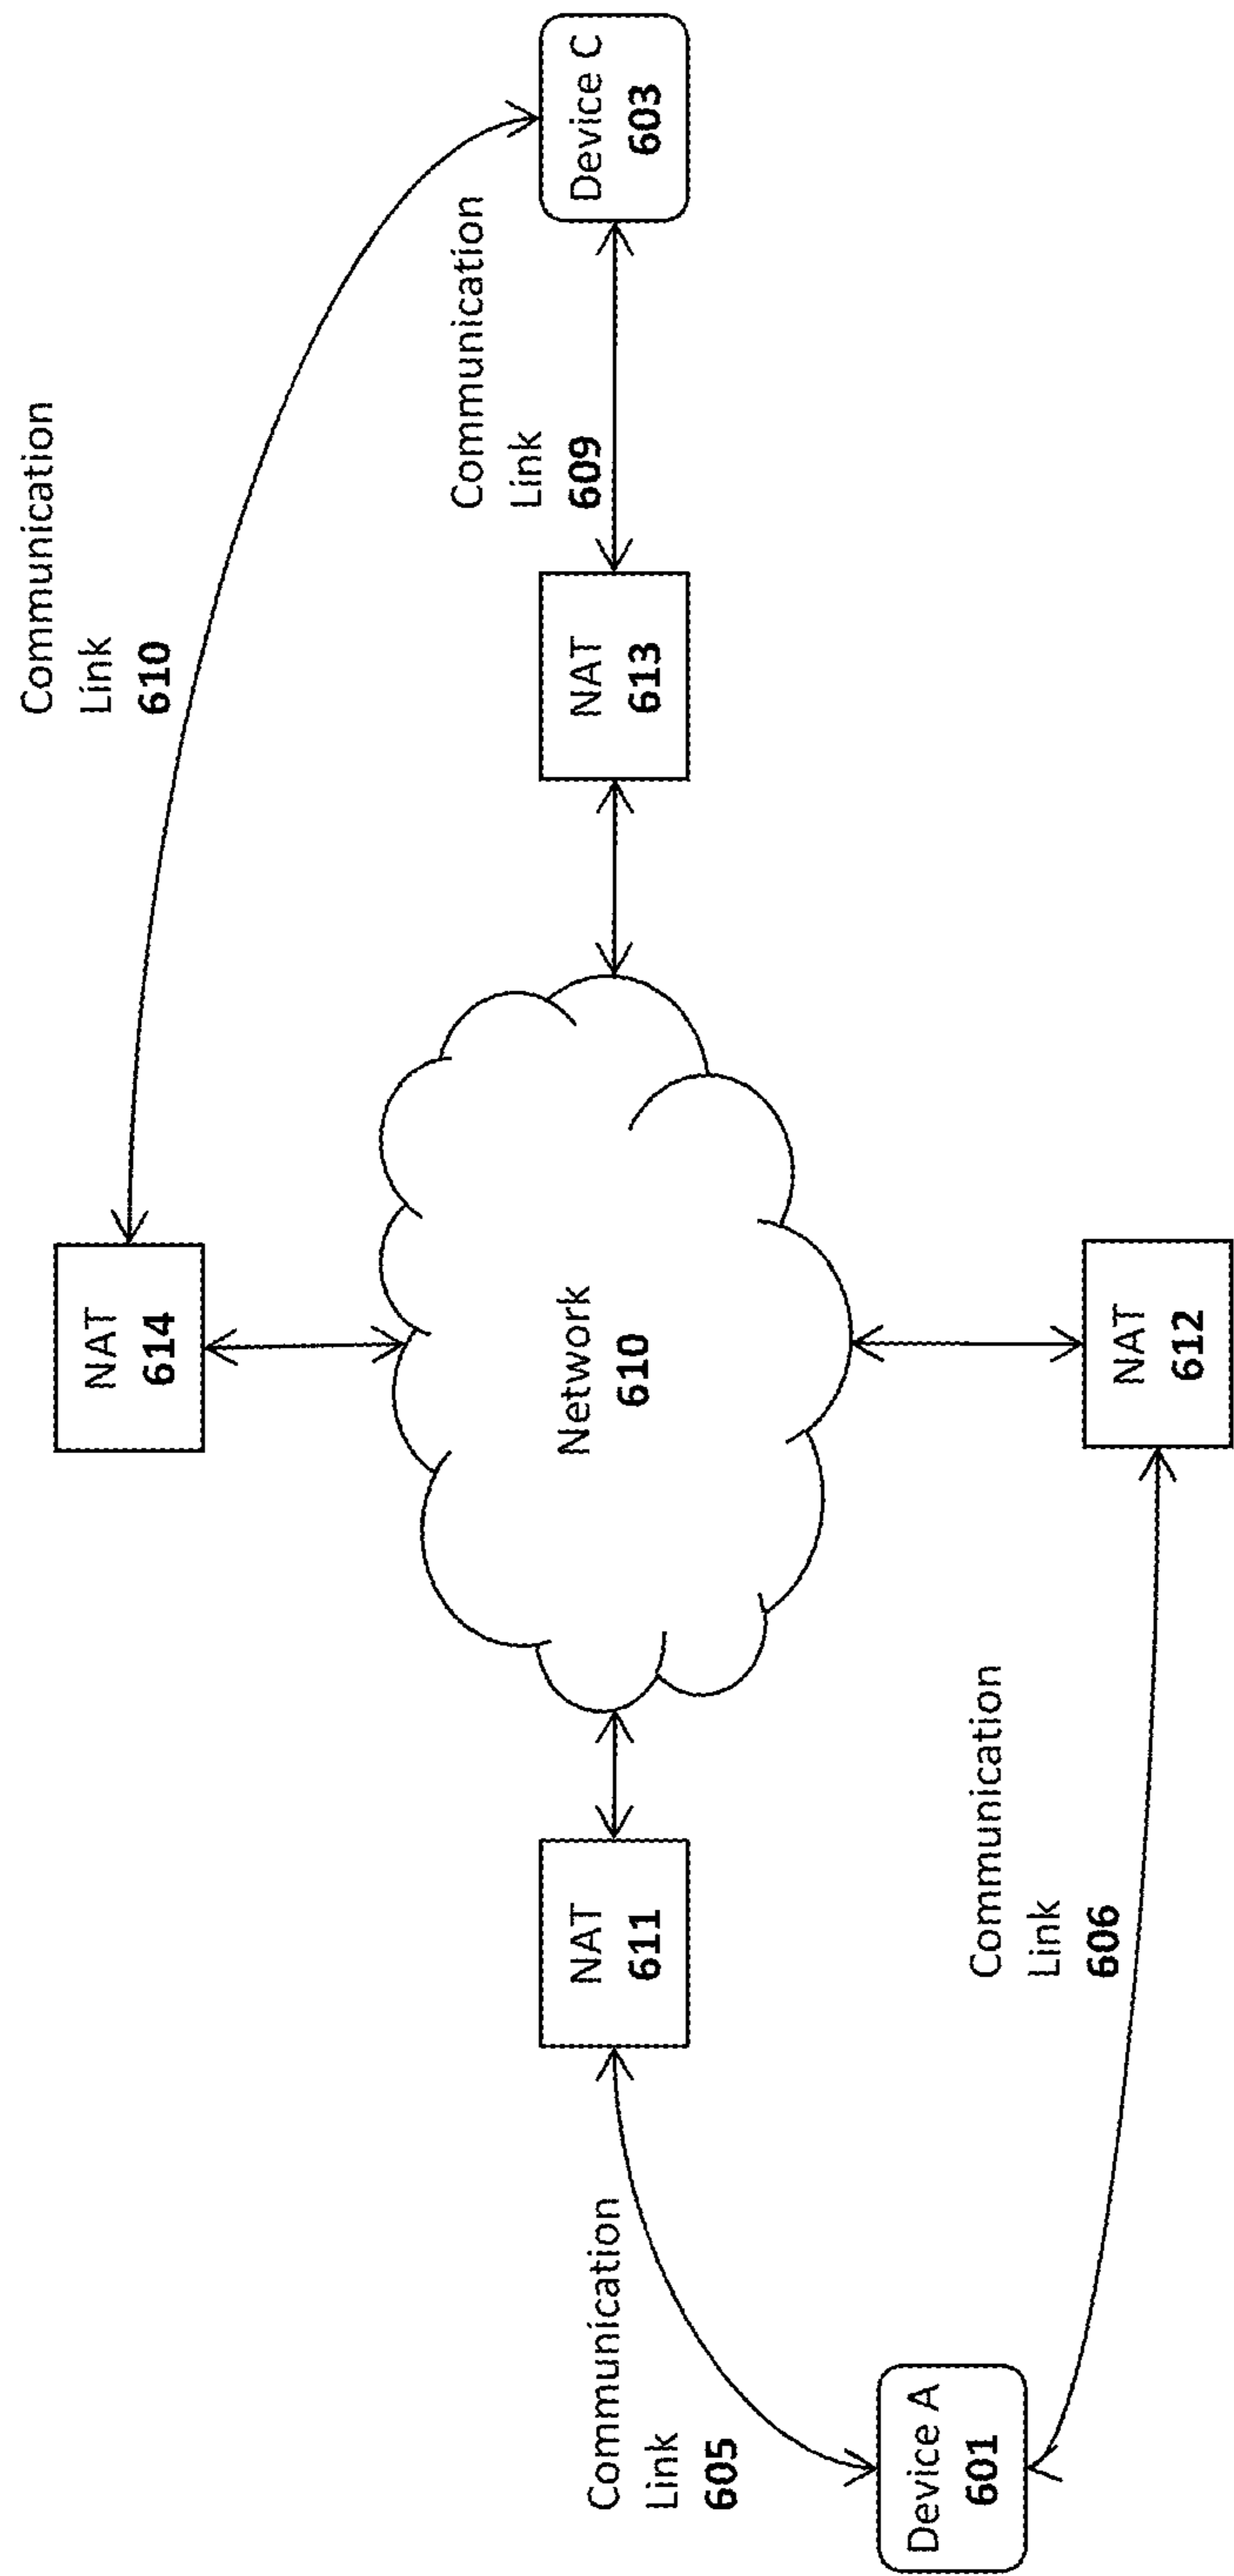 Communication
Link
610
NAT
614
Communication
Link
609
Device C
603
NAT
613
Network
610
NAT
611
Communication
Link
605
Device A
601
Communication
Link
606
NAT
612